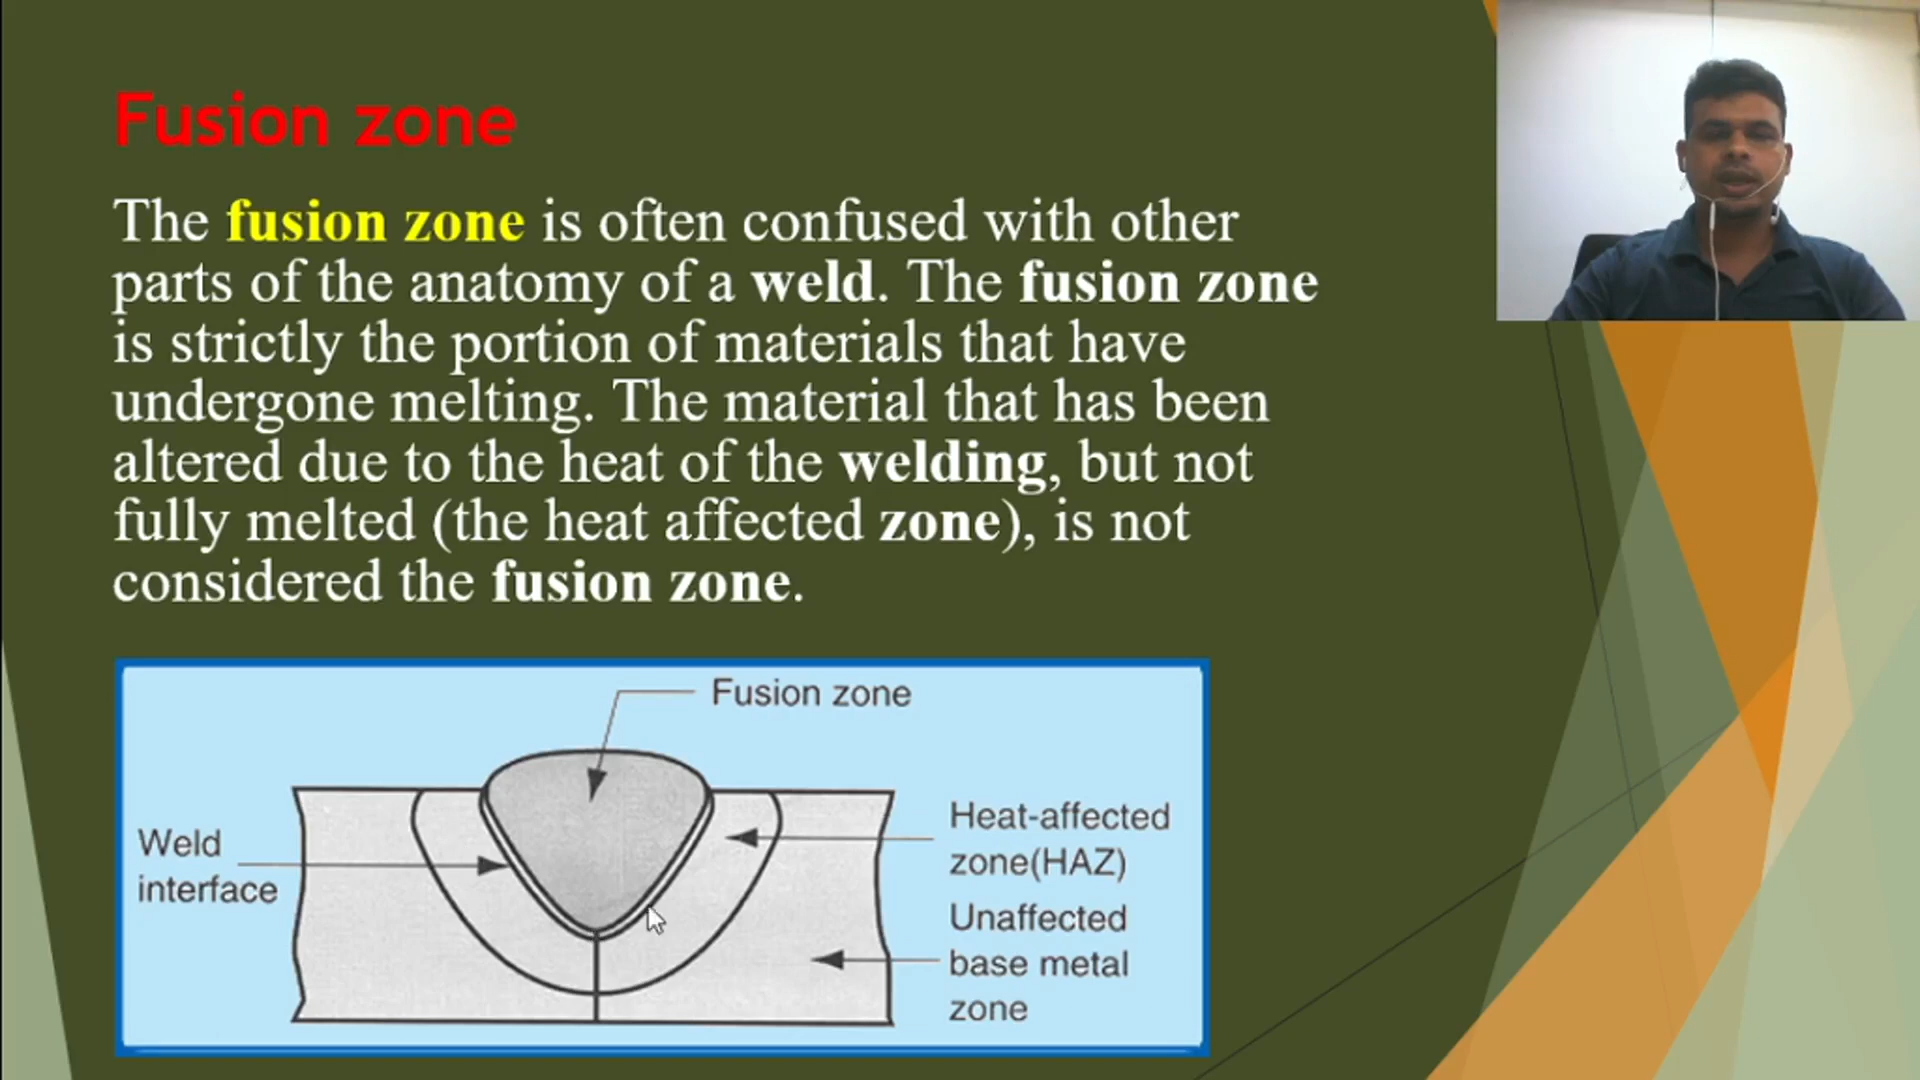 Fusion zone
The fusion zone is often confused with other
parts of the anatomy of a weld. The fusion zone
is strictly the portion of materials that have
undergone melting. The material that has been
altered due to the heat of the welding, but not
fully melted (the heat affected zone), is not
considered the fusion zone.
Fusion zone
Weld
interface
Heat-affected
zone(HAZ)
Unaffected
base metal
zone